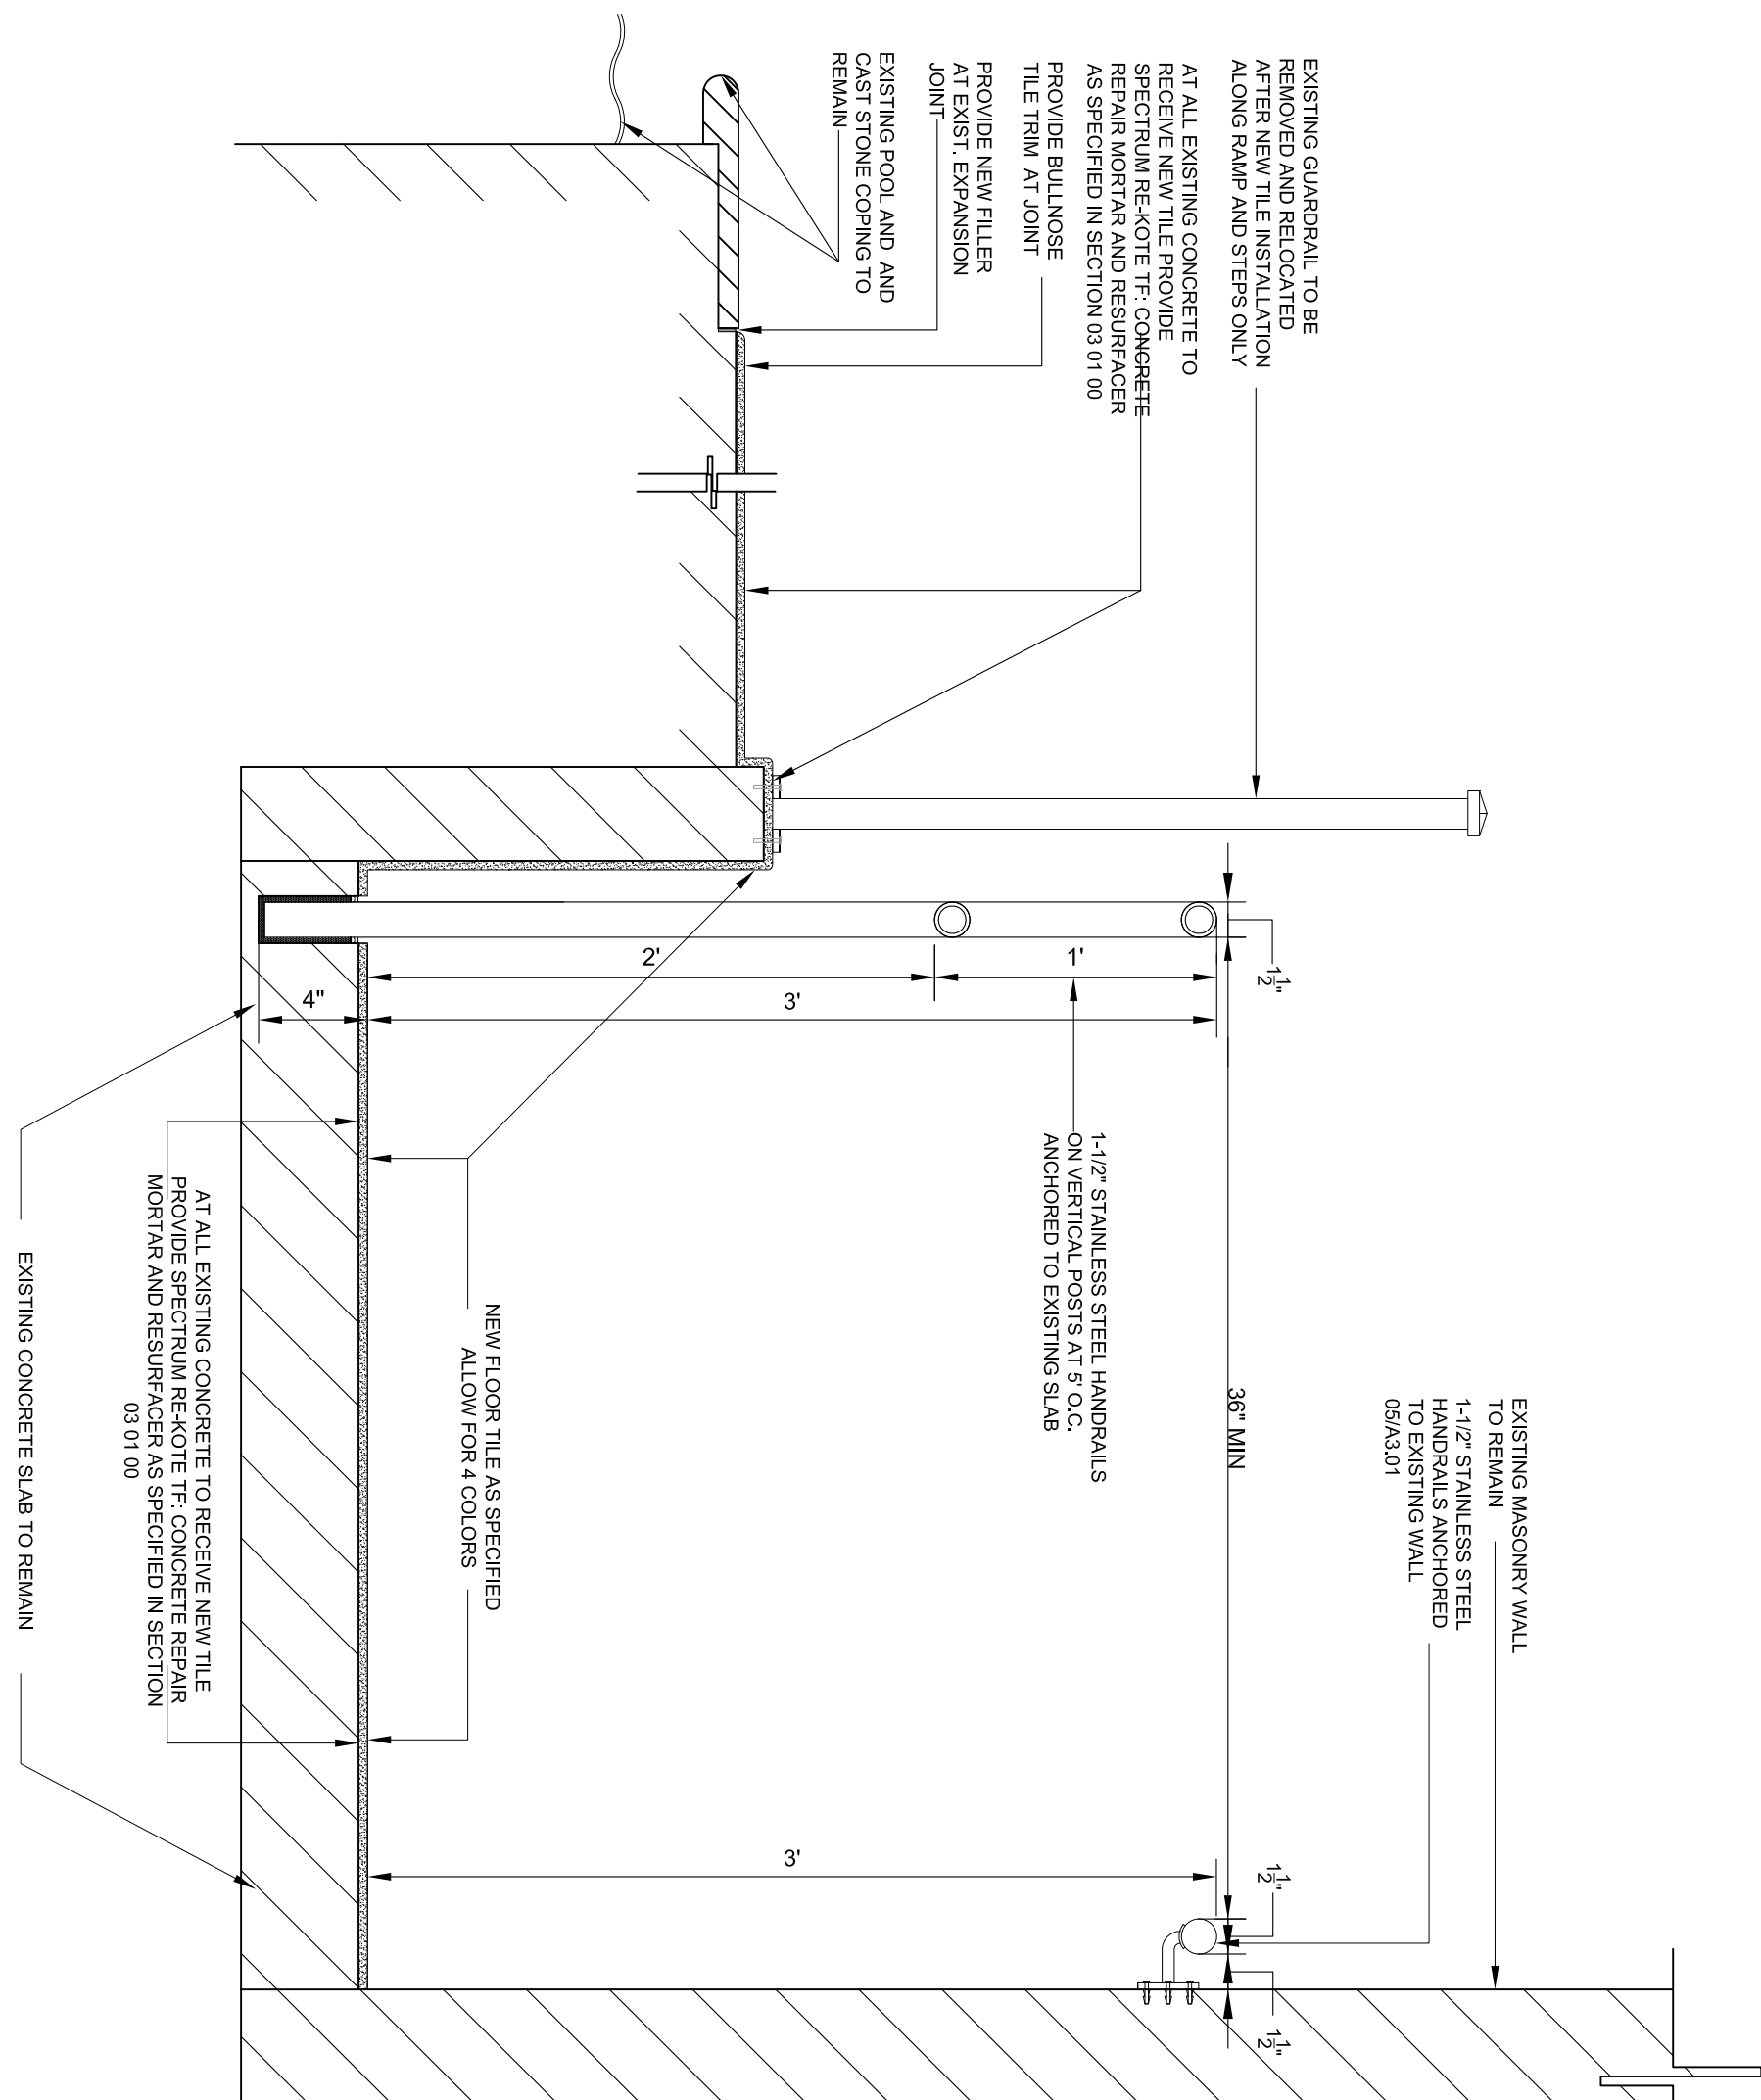 EXISTING GUARDRAIL TO BE
REMOVED AND RELOCATED
AFTER NEW TILE INSTALLATION
ALONG RAMP AND STEPS ONLY
AT ALL EXISTING CONCRETE TO
RECEIVE NEW TILE PROVIDE
SPECTRUM RE-KOTE TF: CONCRETE
REPAIR MORTAR AND RESURFACER
AS SPECIFIED IN SECTION 03 01 00
PROVIDE BULLNOSE
TILE TRIM AT JOINT
PROVIDE NEW FILLER
AT EXIST. EXPANSION
JOINT
EXISTING POOL AND AND
CAST STONE COPING TO
REMAIN
EXISTING MASONRY WALL
TO REMAIN
1-1/2" STAINLESS STEEL
HANDRAILS ANCHORED
TO EXISTING WALL
05/A3.01
1 1/2"
36" MIN
1 1/2"
1 1/2"
1-1/2" STAINLESS STEEL HANDRAILS
ON VERTICAL POSTS AT 5' O.C.
ANCHORED TO EXISTING SLAB
1'
2'
3'
3'
4"
NEW FLOOR TILE AS SPECIFIED
ALLOW FOR 4 COLORS
AT ALL EXISTING CONCRETE TO RECEIVE NEW TILE
PROVIDE SPECTRUM RE-KOTE TF: CONCRETE REPAIR
MORTAR AND RESURFACER AS SPECIFIED IN SECTION
03 01 00
EXISTING CONCRETE SLAB TO REMAIN